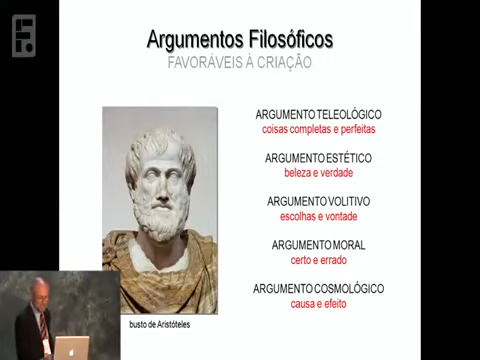 F.
Argumentos Filosóficos
FAVORÁVEIS À CRIAÇÃO
ARGUMENTO TELEOLÓGICO
coisas completas e perfeitas
ARGUMENTO ESTÉTICO
beleza e verdade
ARGUMENTO VOLITIVO
escolhas e vontade
ARGUMENTO MORAL
certo e errado
ARGUMENTO COSMOLÓGICO
causa e efeito
busto de Aristóteles